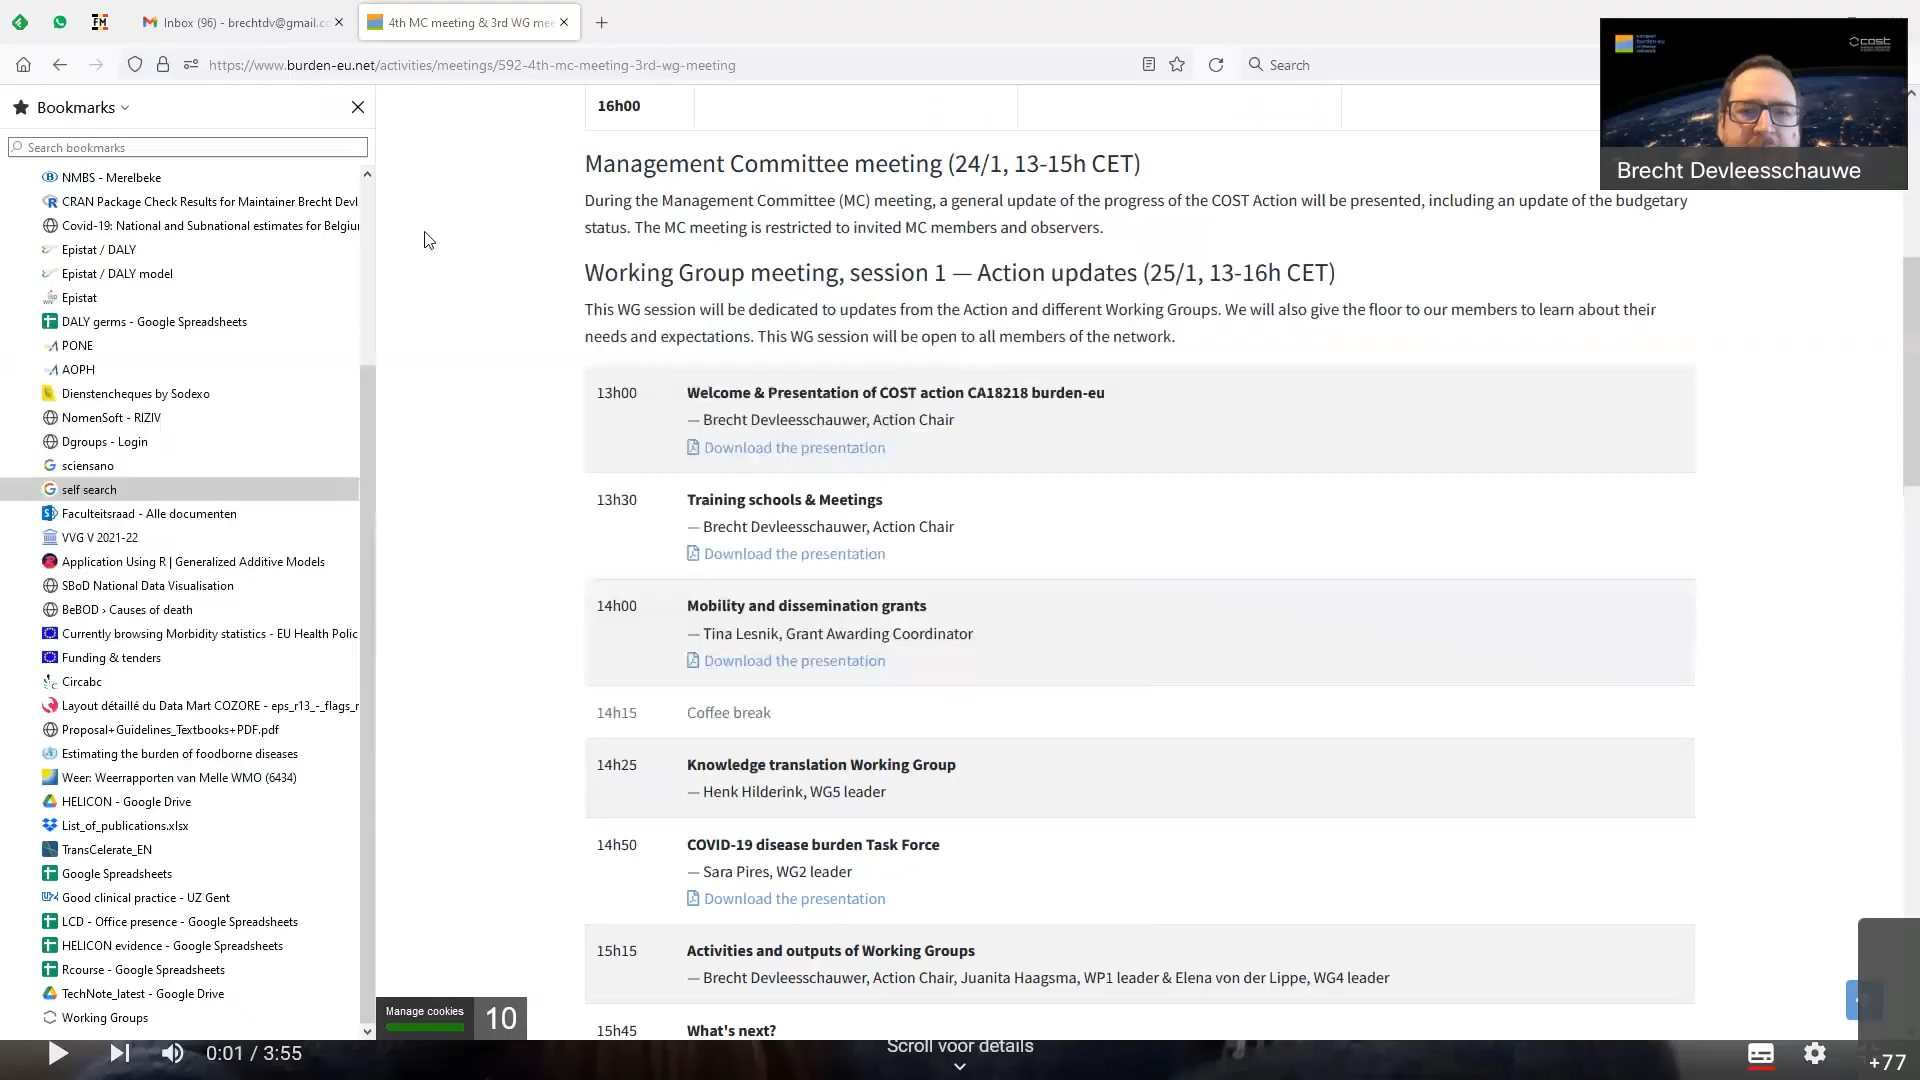 FM
Inbox (96) - brechtdv@gmail.co
4th MC meeting & 3rd WG mee
https://www.burden-eu.net/activities/meetings/592-4th-mc-meeting-3rd-wg-meeting
Search
Bookmarks
Search bookmarks
NMBS - Merelbeke
CRAN Package Check Results for Maintainer Brecht Devl
Covid-19: National and Subnational estimates for Belgiu
Epistat / DALY
Epistat / DALY model
Epistat
DALY germs - Google Spreadsheets
PONE
AOPH
Dienstencheques by Sodexo
NomenSoft - RIZIV
Dgroups - Login
sciensano
self search
Faculteitsraad - Alle documenten
VVG V 2021-22
Application Using R | Generalized Additive Models
SBoD National Data Visualisation
BeBOD › Causes of death
Currently browsing Morbidity statistics - EU Health Polic
Funding & tenders
Circabc
Layout détaillé du Data Mart COZORE - eps_r13_-_flags_r
Proposal+Guidelines_Textbooks+PDF.pdf
Estimating the burden of foodborne diseases
Weer: Weerrapporten van Melle WMO (6434)
HELICON - Google Drive
List_of_publications.xlsx
TransCelerate_EN
Google Spreadsheets
Good clinical practice - UZ Gent
LCD - Office presence - Google Spreadsheets
HELICON evidence - Google Spreadsheets
Rcourse - Google Spreadsheets
TechNote_latest - Google Drive
Working Groups
16h00
Management Committee meeting (24/1, 13-15h CET)
During the Management Committee (MC) meeting, a general update of the progress of the COST Action will be presented, including an update of the budgetary
status. The MC meeting is restricted to invited MC members and observers.
Working Group meeting, session 1 — Action updates (25/1, 13-16h CET)
This WG session will be dedicated to updates from the Action and different Working Groups. We will also give the floor to our members to learn about their
needs and expectations. This WG session will be open to all members of the network.
13h00 Welcome & Presentation of COST action CA18218 burden-eu
— Brecht Devleesschauwer, Action Chair
Download the presentation
13h30 Training schools & Meetings
— Brecht Devleesschauwer, Action Chair
Download the presentation
14h00 Mobility and dissemination grants
— Tina Lesnik, Grant Awarding Coordinator
Download the presentation
14h15 Coffee break
14h25 Knowledge translation Working Group
— Henk Hilderink, WG5 leader
14h50 COVID-19 disease burden Task Force
— Sara Pires, WG2 leader
Download the presentation
15h15 Activities and outputs of Working Groups
— Brecht Devleesschauwer, Action Chair, Juanita Haagsma, WP1 leader & Elena von der Lippe, WG4 leader
15h45 What's next?
Manage cookies 10
burden-eu
cost
Brecht Devleesschauwe
0:01 / 3:55
Scroll voor details
+77